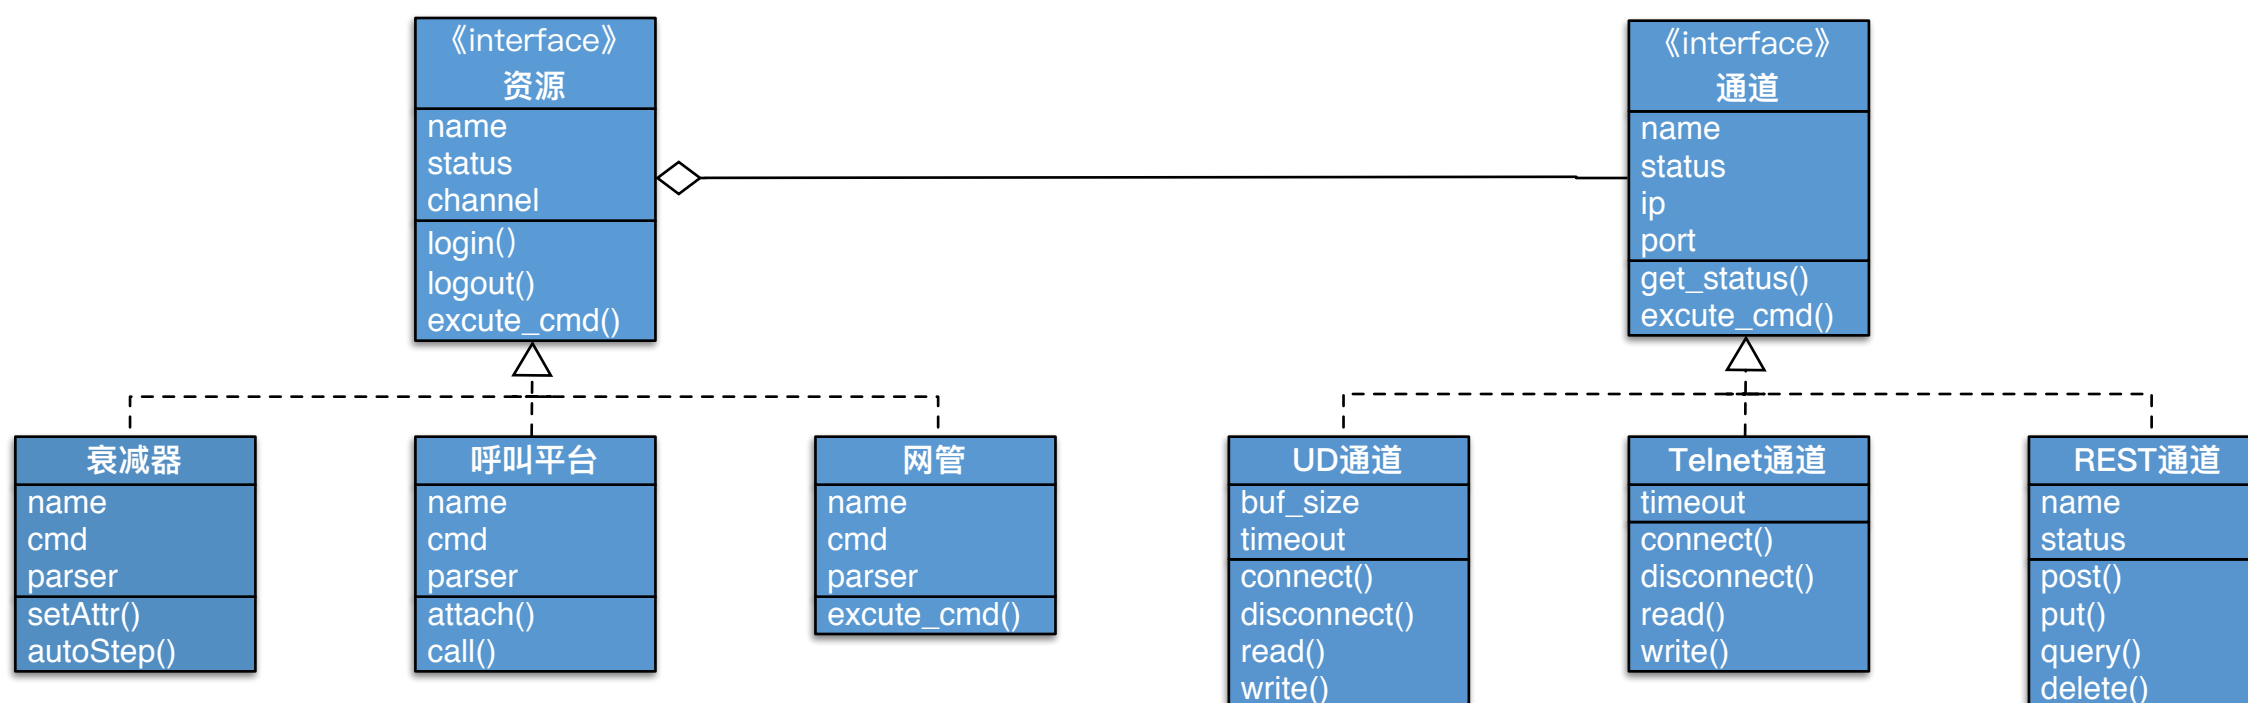 《interface》
资源
name
status
channel
login()
logout()
excute_cmd()
《interface》
通道
name
status
ip
port
get_status()
excute_cmd()
衰减器
name
cmd
parser
setAttr()
autoStep()
呼叫平台
name
cmd
parser
attach()
call()
网管
name
cmd
parser
excute_cmd()
UD通道
buf_size
timeout
connect()
disconnect()
read()
write()
Telnet通道
timeout
connect()
disconnect()
read()
write()
REST通道
name
status
post()
put()
query()
delete()